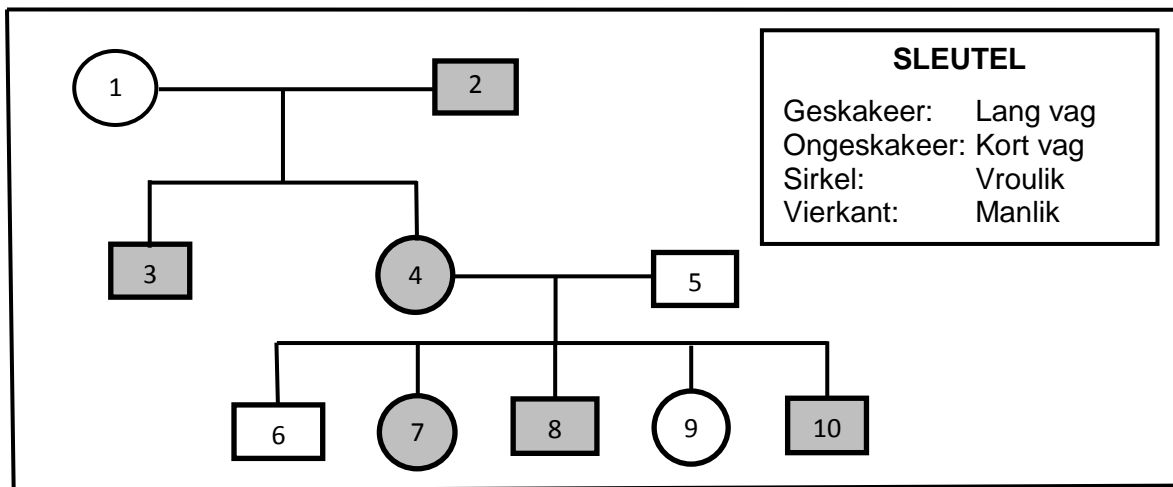 SLEUTEL
Geskakeer: Lang vag
Ongeskakeer: Kort vag
Sirkel: Vroulik
Vierkant: Manlik
1
2
3
4
5
6
7
8
9
10